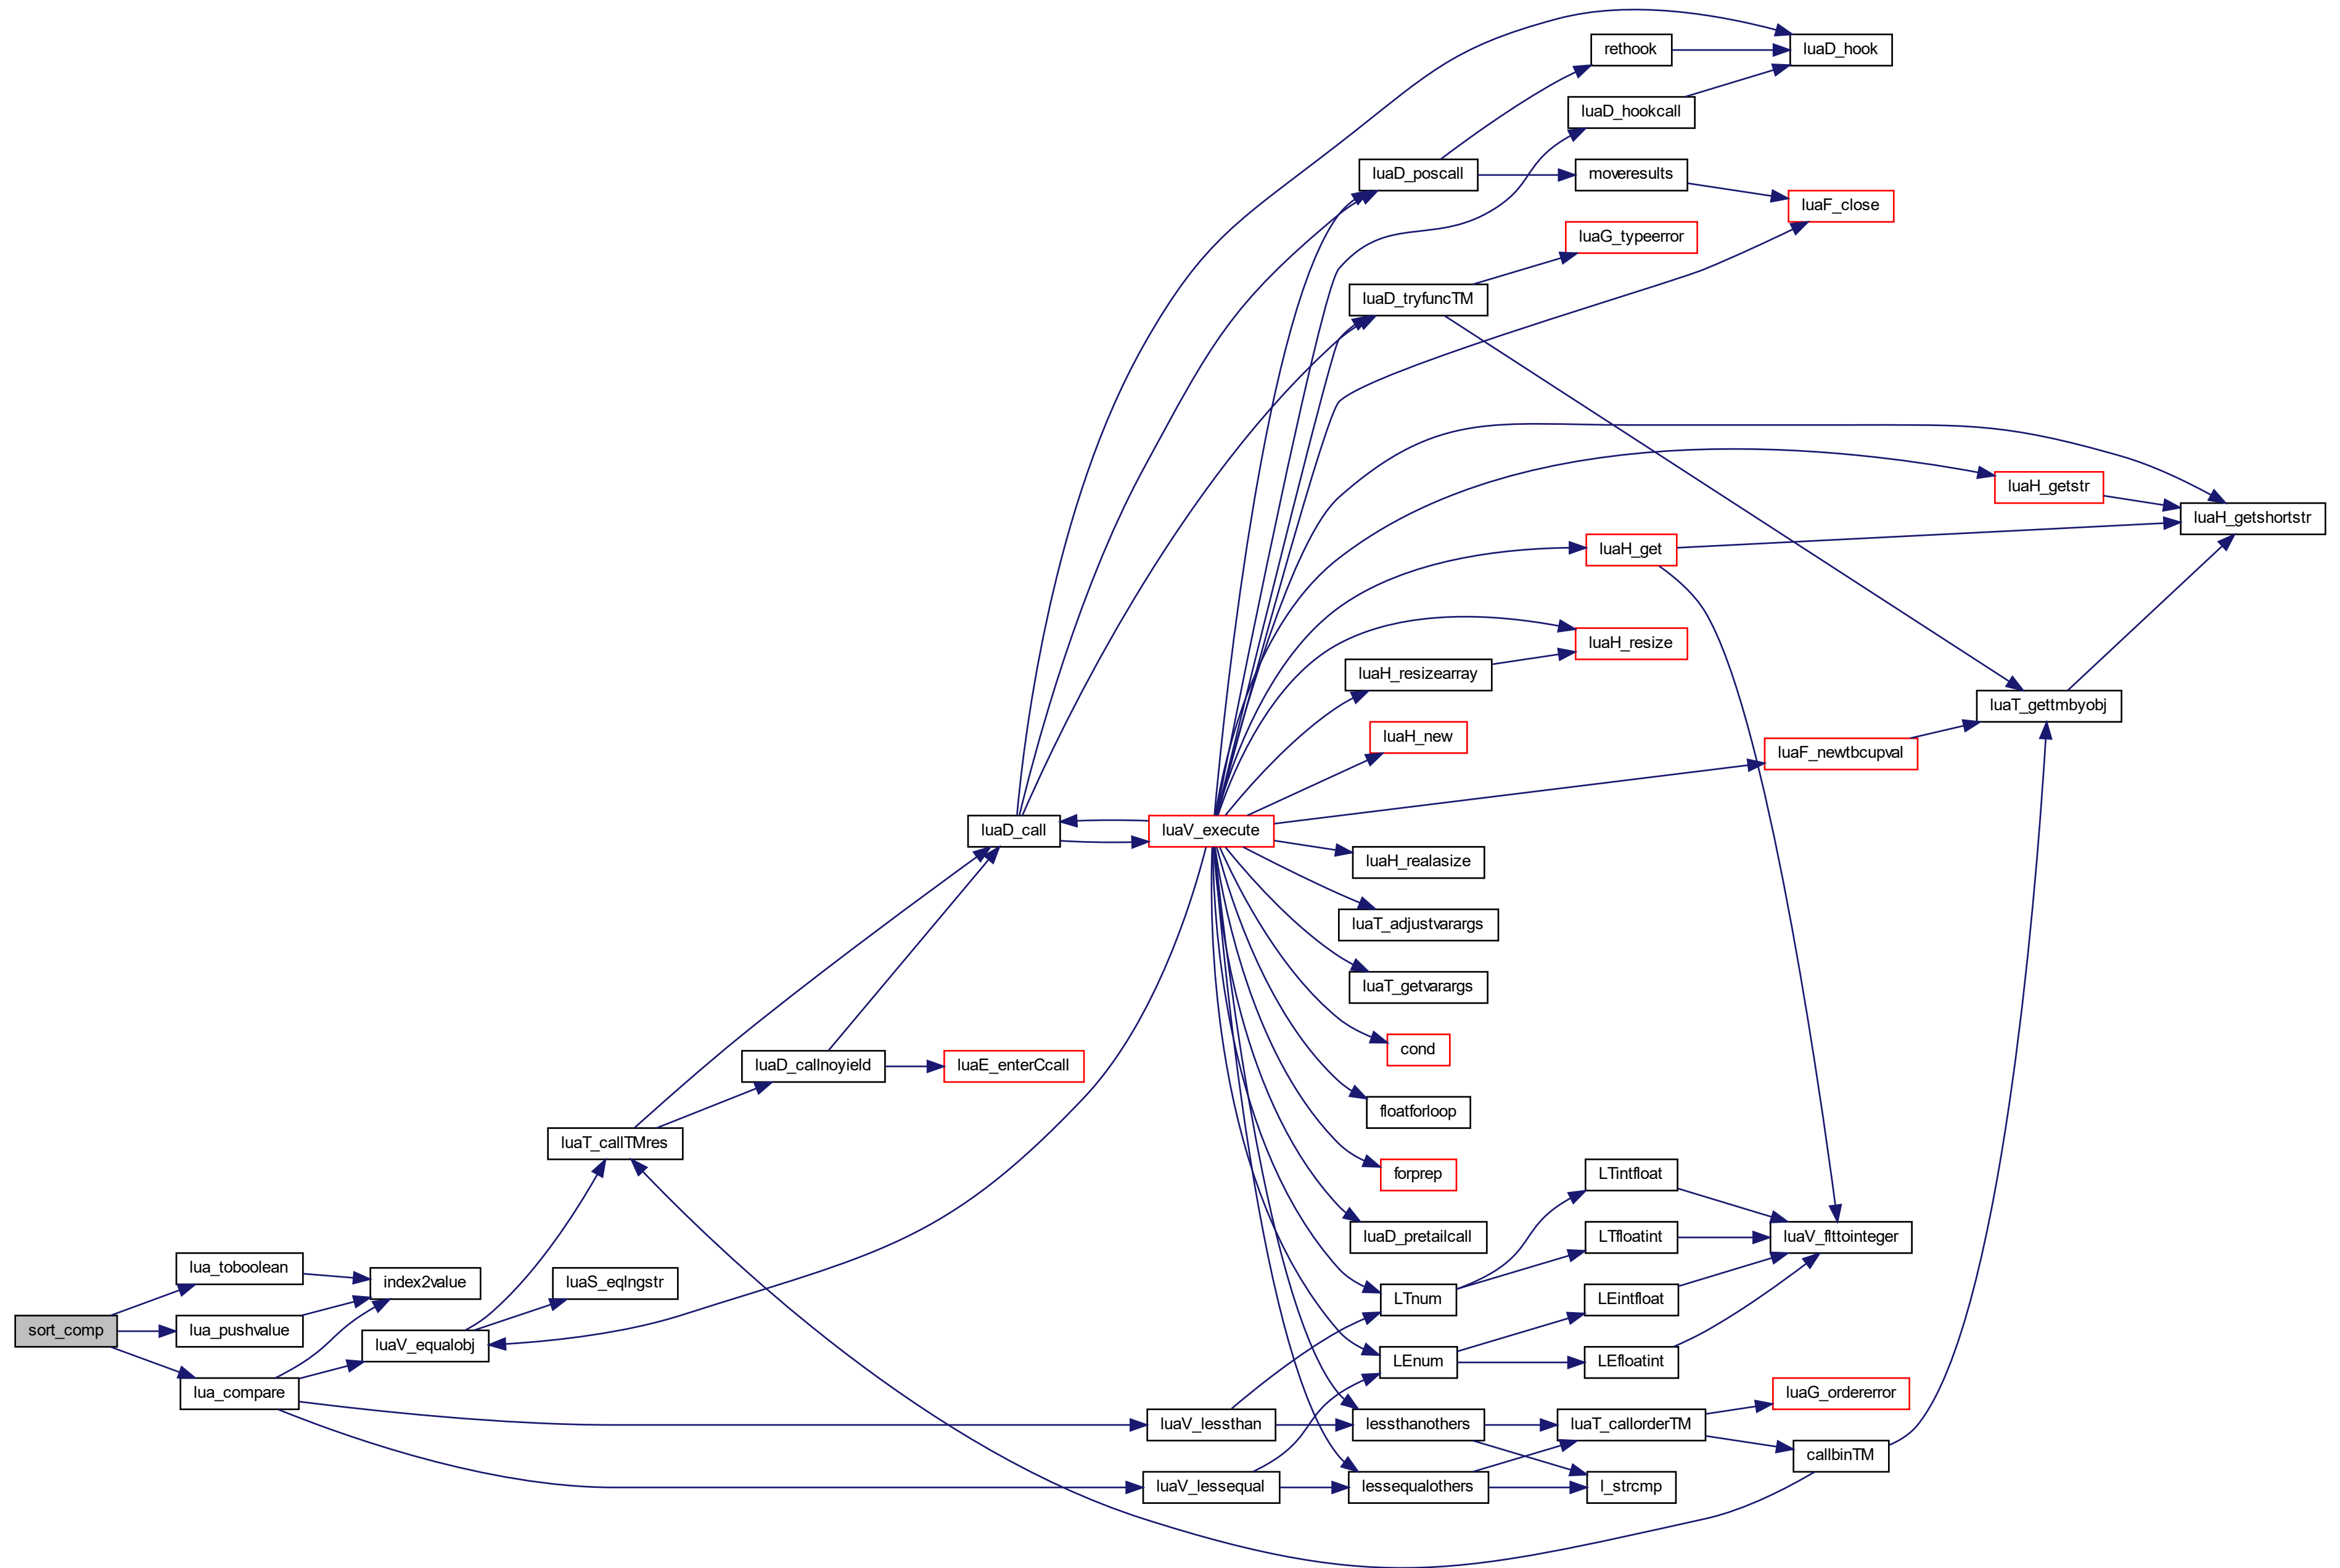 rethook
luaD_hook
luaD_hookcall
luaD_poscall
moveresults
luaF_close
luaG_typeerror
luaD_tryfuncTM
luaH_getstr
luaH_getshortstr
luaH_get
luaH_resize
luaH_resizearray
luaT_gettmbyobj
luaH_new
luaF_newtbcupval
luaD_call
luaV_execute
luaH_realasize
luaT_adjustvarargs
luaT_getvarargs
cond
luaD_callnoyield
luaE_enterCcall
floatforloop
luaT_callTMres
forprep
LTintfloat
luaD_pretailcall
LTfloatint
luaV_flttointeger
lua_toboolean
index2value
luaS_eqlngstr
LTnum
LEintfloat
sort_comp
lua_pushvalue
luaV_equalobj
LEnum
LEfloatint
lua_compare
luaG_ordererror
luaV_lessthan
lessthanothers
luaT_callorderTM
callbinTM
luaV_lessequal
lessequalothers
l_strcmp